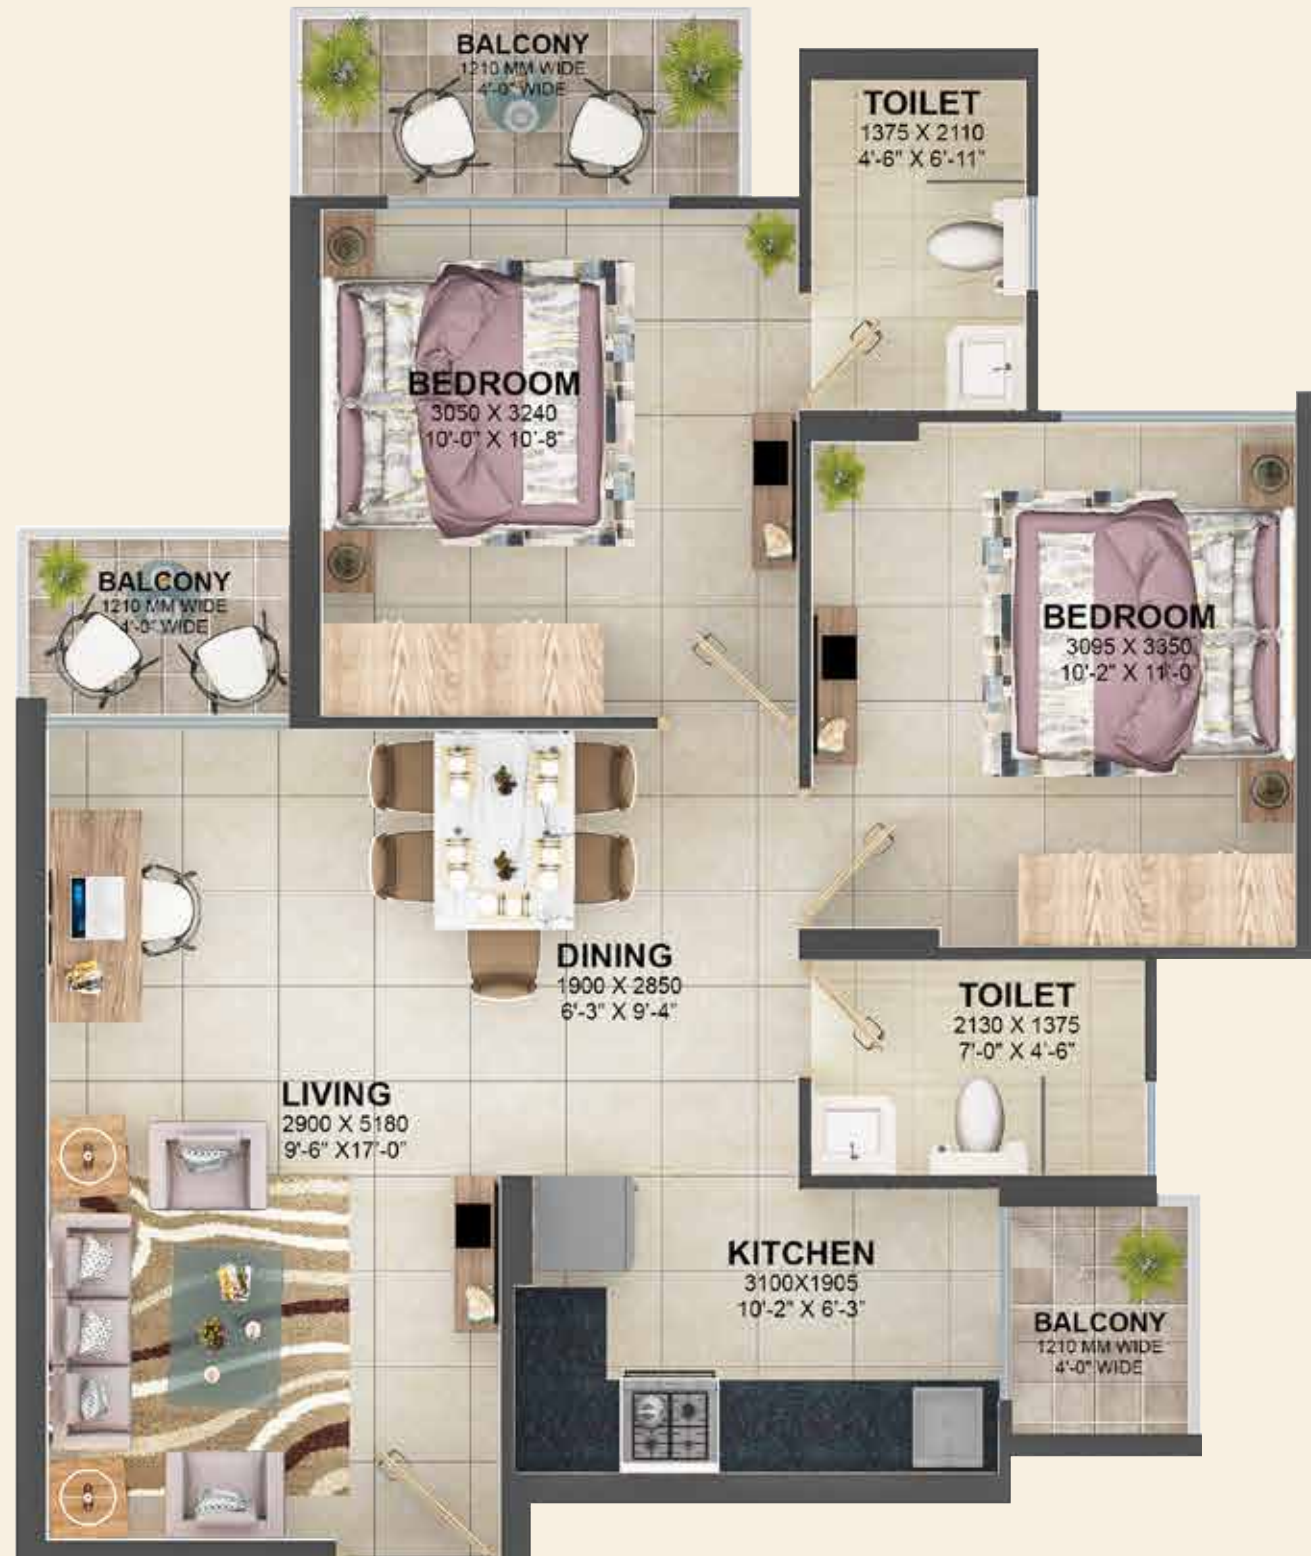 BALCONY
1210 MM WIDE
4'-0" WIDE
TOILET
1375 X 2110
4'-6" X 6'-11"
BEDROOM
3050 X 3240
10'-0" X 10'-8"
BALCONY
1210 MM WIDE
4'-0" WIDE
BEDROOM
3095 X 3350
10'-2" X 11'-0
DINING
1900 X 2850
6'-3" X 9'-4"
TOILET
2130 X 1375
7'-0" X 4'-6"
LIVING
2900 X 5180
9'-6" X17'-0"
KITCHEN
3100X1905
10'-2" X 6'-3"
BALCONY
1210 MM WIDE
4'-0" WIDE